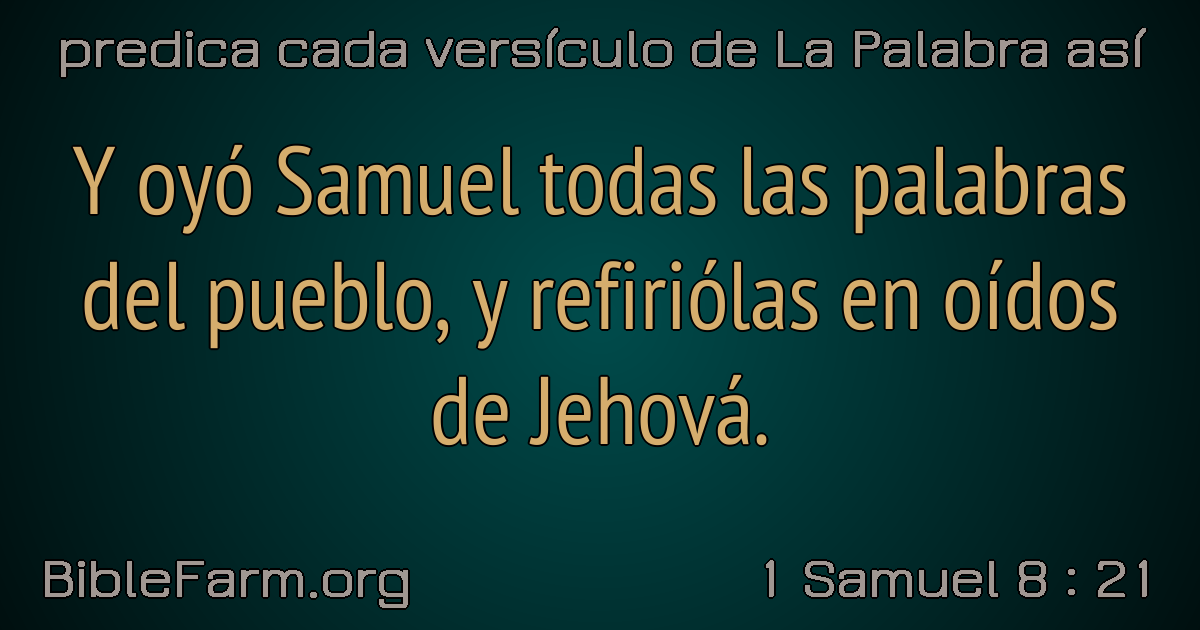 predica cada versículo de La Palabra así
Y oyó Samuel todas las palabras
del pueblo, y refiriólas en oídos
de Jehová.
BibleFarm.org
1 Samuel 8 : 21